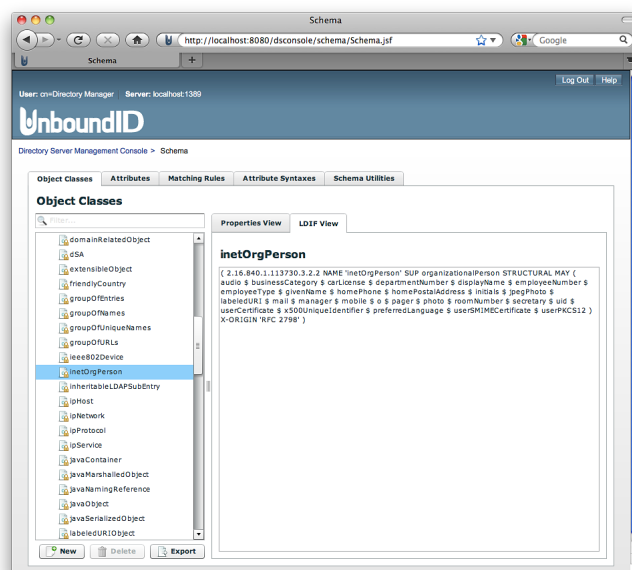 Schema
http://localhost:8080/dsconsole/schema/Schema.jsf
Google
Schema
+
Log Out Help
User: cn=Directory Manager Server: localhost:1389
UnboundID
Directory Server Management Console > Schema
Object Classes Attributes Matching Rules Attribute Syntaxes Schema Utilities
Object Classes
Filter...
Properties View LDIF View
domainRelatedObject
dSA
extensibleObject
friendlyCountry
groupOfEntries
groupOfNames
groupOfUniqueNames
groupOfURLs
ieee802Device
inetOrgPerson
inheritableLDAPSubEntry
ipHost
ipNetwork
ipProtocol
ipService
javaContainer
javaMarshalledObject
javaNamingReference
javaObject
javaSerializedObject
labeledURIObject
New Delete Export
inetOrgPerson
( 2.16.840.1.113730.3.2.2 NAME 'inetOrgPerson' SUP organizationalPerson STRUCTURAL MAY (
audio $ businessCategory $ carLicense $ departmentNumber $ displayName $ employeeNumber $
employeeType $ givenName $ homePhone $ homePostalAddress $ initials $ jpegPhoto $
labeledURI $ mail $ manager $ mobile $ o $ pager $ photo $ roomNumber $ secretary $ uid $
userCertificate $ x500UniqueIdentifier $ preferredLanguage $ userSMIMECertificate $ userPKCS12 )
X-ORIGIN 'RFC 2798' )